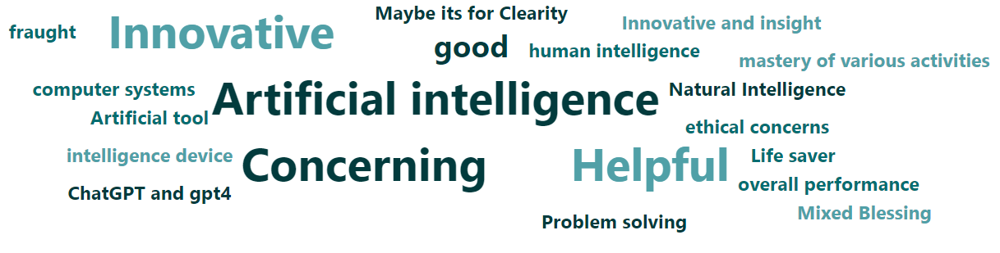 Maybe its for Clearity
fraught
Innovative
Innovative and insight
good
human intelligence
mastery of various activities
computer systems
Artificial intelligence
Natural Intelligence
Artificial tool
ethical concerns
intelligence device
Concerning
Helpful
Life saver
overall performance
ChatGPT and gpt4
Mixed Blessing
Problem solving